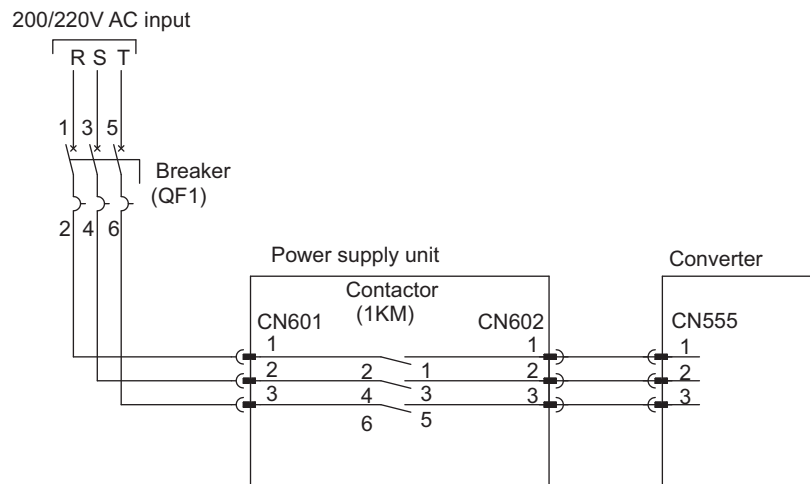 200/220V AC input
R S T
1 3 5
Breaker
(QF1)
2 4 6
Power supply unit
Converter
Contactor
(1KM)
CN601
CN602
CN555
1
1
1
2
2
1
2
2
3
4
3
3
3
6
5